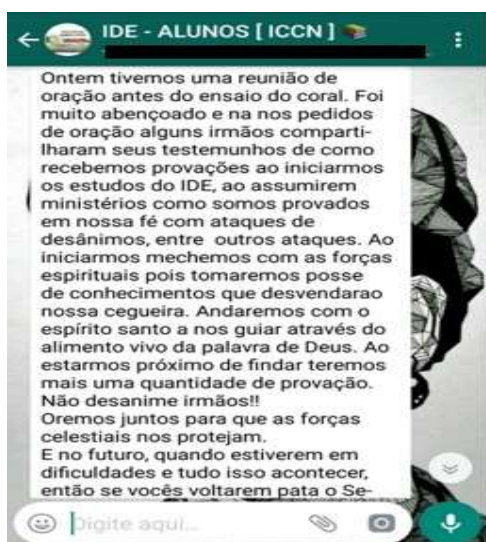 IDE - ALUNOS [ ICCN ]
Ontem tivemos uma reunião de
oração antes do ensaio do coral. Foi
muito abençoado e na nos pedidos
de oração alguns irmãos comparti-
lharam seus testemunhos de como
recebemos provações ao iniciarmos
os estudos do IDE, ao assumirem
ministérios como somos provados
em nossa fé com ataques de
desânimos, entre outros ataques. Ao
iniciarmos mechemos com as forças
espirituais pois tomaremos posse
de conhecimentos que desvendarao
nossa cegueira. Andaremos com o
espírito santo a nos guiar através do
alimento vivo da palavra de Deus. Ao
estarmos próximo de findar teremos
mais uma quantidade de provação.
Não desanime irmãos!!
Oremos juntos para que as forças
celestiais nos protejam.
E no futuro, quando estiverem em
dificuldades e tudo isso acontecer,
então se vocês voltarem pata o Se-
Digite aqui...